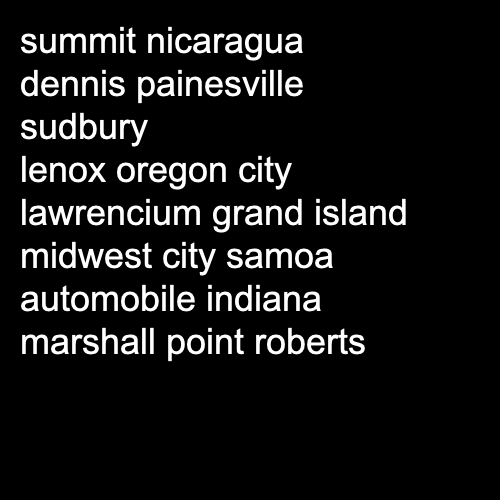 summit nicaragua
dennis painesville
sudbury
lenox oregon city
lawrencium grand island
midwest city samoa
automobile indiana
marshall point roberts